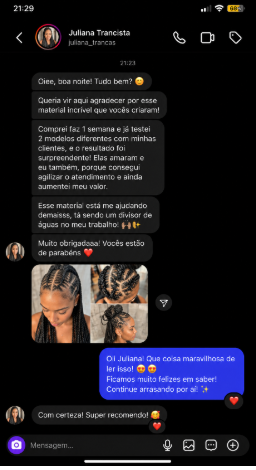 21:29
Juliana Trancista
juliana_trancas
21:23
Oiee, boa noite! Tudo bem? 😊
Queria vir aqui agradecer por esse
material incrível que vocês criaram!
Comprei faz 1 semana e já testei
2 modelos diferentes com minhas
clientes, e o resultado foi
surpreendente! Elas amaram e
eu também, porque consegui
agilizar o atendimento e ainda
aumentei meu valor.
Esse material está me ajudando
demaisss, tá sendo um divisor de
águas no meu trabalho! 🙌🏽✨
Muito obrigadaaa! Vocês estão
de parabéns ❤️
Oii Juliana! Que coisa maravilhosa de
ler isso! 😍 😍
Ficamos muito felizes em saber!
Continue arrasando por aí! ✨
Com certeza! Super recomendo! 🥰
Mensagem...